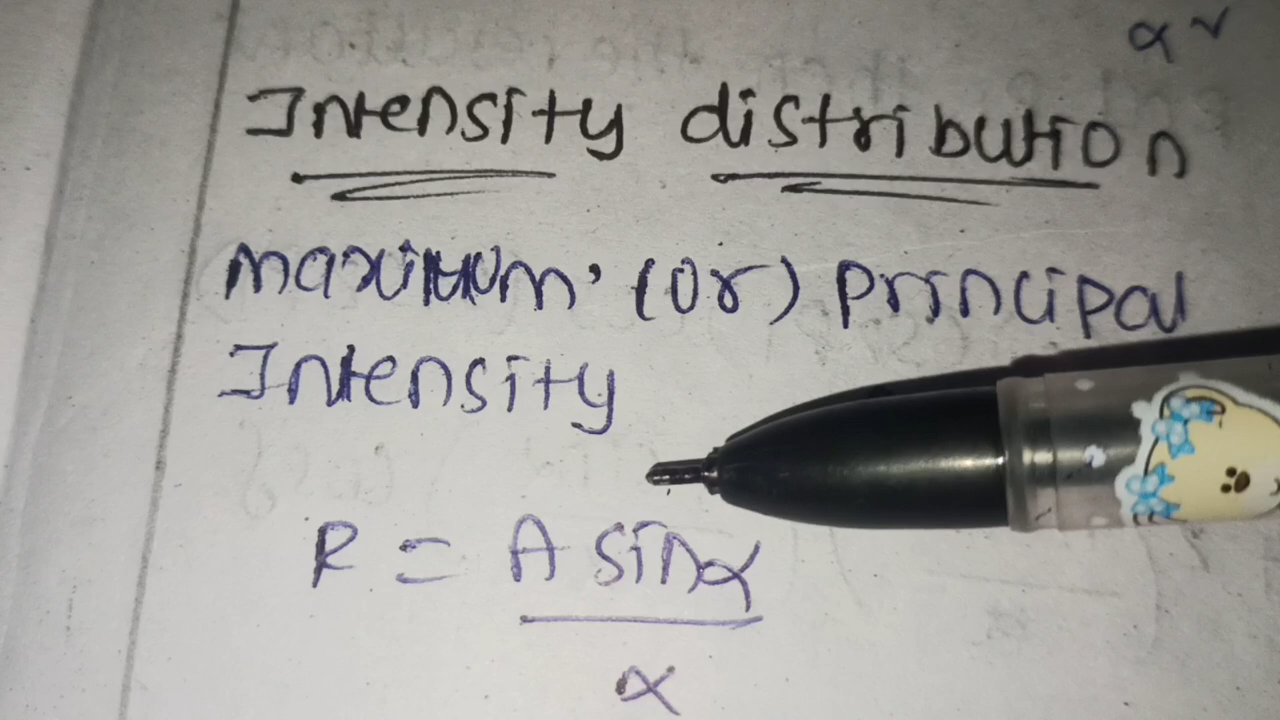 α²
Intensity distribution
Maximum (or) principal
Intensity
R = A sinα
α